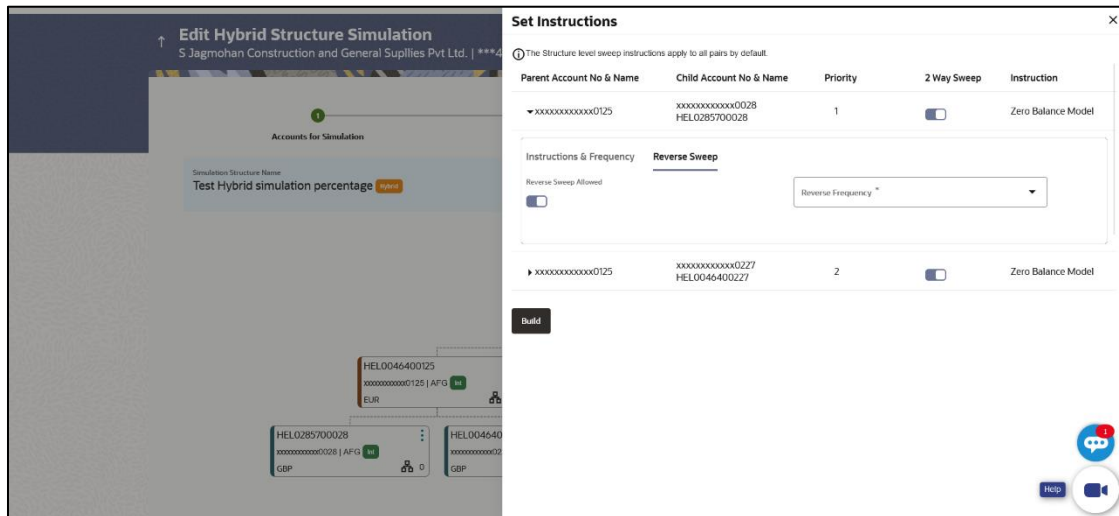 Edit Hybrid Structure Simulation
S Jagmohan Construction and General Supllies Pvt Ltd. | ***4
1
Accounts for Simulation
Simulation Structure Name
Test Hybrid simulation percentage Hybrid
HEL0046400125
xxxxxxxxxxxx0125 | AFG Int
EUR
HEL0285700028
xxxxxxxxxxxx0028 | AFG Int
GBP 0
HEL004640
xxxxxxxxxxxx02
GBP
Set Instructions
The Structure level sweep instructions apply to all pairs by default.
Parent Account No & Name Child Account No & Name Priority 2 Way Sweep Instruction
xxxxxxxxxxxx0125 xxxxxxxxxxxx0028 1 Zero Balance Model
HEL0285700028
Instructions & Frequency Reverse Sweep
Reverse Sweep Allowed
Reverse Frequency *
xxxxxxxxxxxx0125 xxxxxxxxxxxx0227 2 Zero Balance Model
HEL0046400227
Build
1
Help